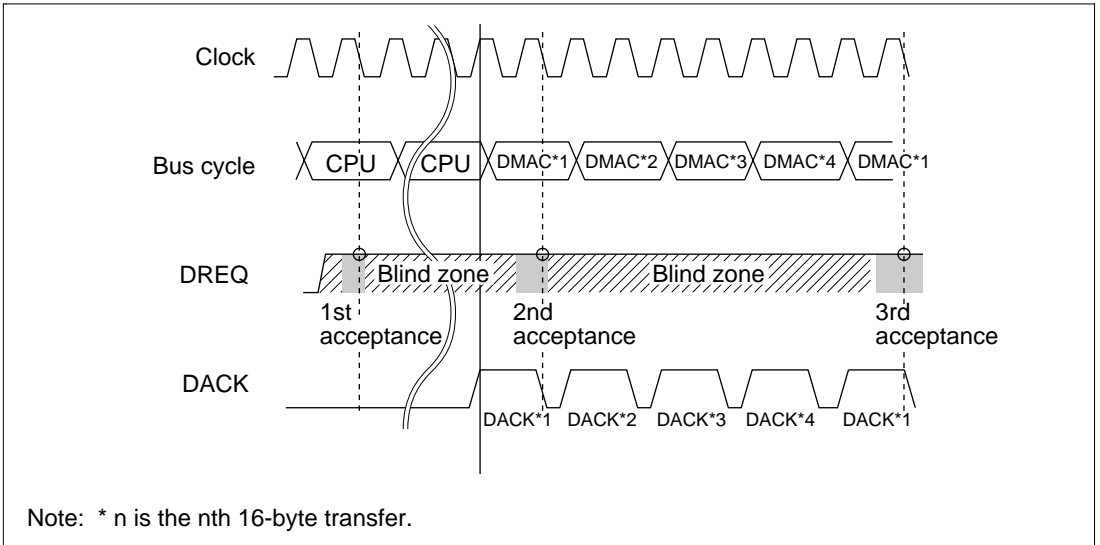 Clock
Bus cycle
CPU
CPU
DMAC*1
DMAC*2
DMAC*3
DMAC*4
DMAC*1
DREQ
Blind zone
Blind zone
1st
acceptance
2nd
acceptance
3rd
acceptance
DACK
DACK*1
DACK*2
DACK*3
DACK*4
DACK*1
Note: * n is the nth 16-byte transfer.